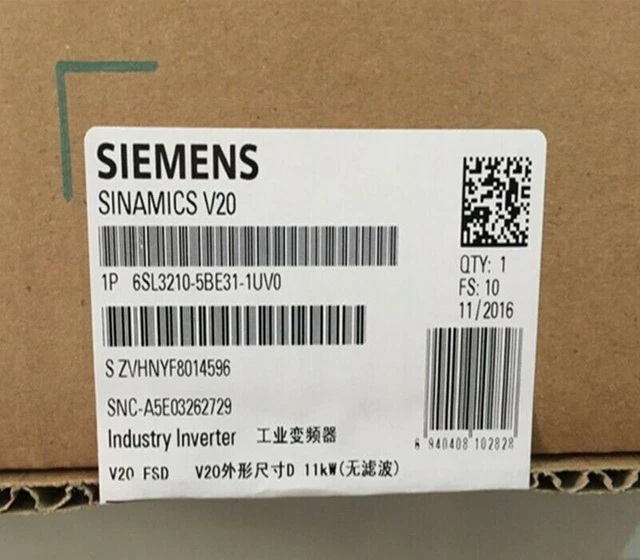 SIEMENS
SINAMICS V20
1P 6SL3210-5BE31-1UV0
QTY: 1
FS: 10
11/2016
S ZVHNYF8014596
SNC-A5E03262729
Industry Inverter 工业变频器
6 940408 102828
V20 FSD V20外形尺寸D 11kW(无滤波)